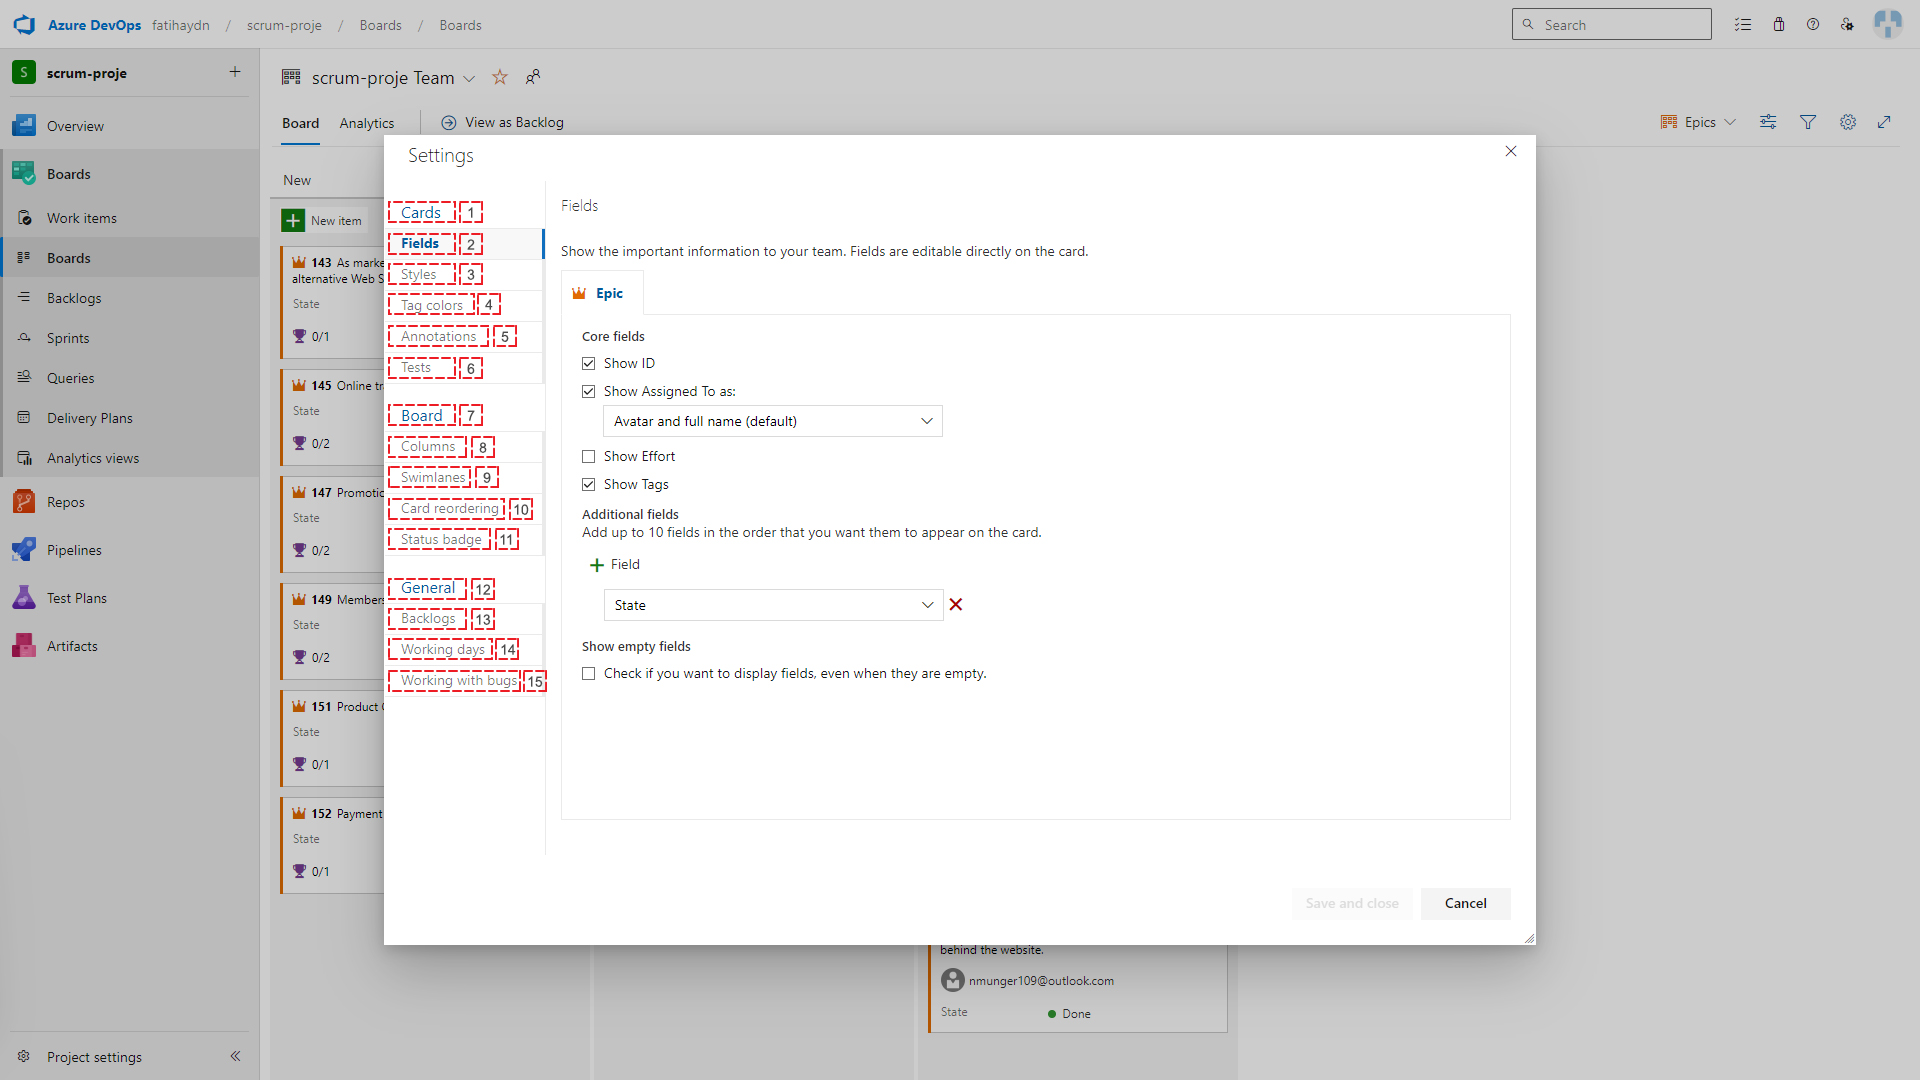 Azure DevOps fatihaydn / scrum-proje / Boards / Boards
Search
S scrum-proje
Overview
Boards
Work items
Boards
Backlogs
Sprints
Queries
Delivery Plans
Analytics views
Repos
Pipelines
Test Plans
Artifacts
Project settings
scrum-proje Team
Board Analytics View as Backlog
Epics
New
New item
143 As marke
alternative Web S
State
0/1
145 Online tr
State
0/2
147 Promotic
State
0/2
149 Members
State
0/2
151 Product
State
0/1
152 Payment
State
0/1
Settings
Cards 1
Fields 2
Styles 3
Tag colors 4
Annotations 5
Tests 6
Board 7
Columns 8
Swimlanes 9
Card reordering 10
Status badge 11
General 12
Backlogs 13
Working days 14
Working with bugs 15
Fields
Show the important information to your team. Fields are editable directly on the card.
Epic
Core fields
Show ID
Show Assigned To as:
Avatar and full name (default)
Show Effort
Show Tags
Additional fields
Add up to 10 fields in the order that you want them to appear on the card.
Field
State
Show empty fields
Check if you want to display fields, even when they are empty.
Save and close
Cancel
behind the website.
nmunger109@outlook.com
State Done